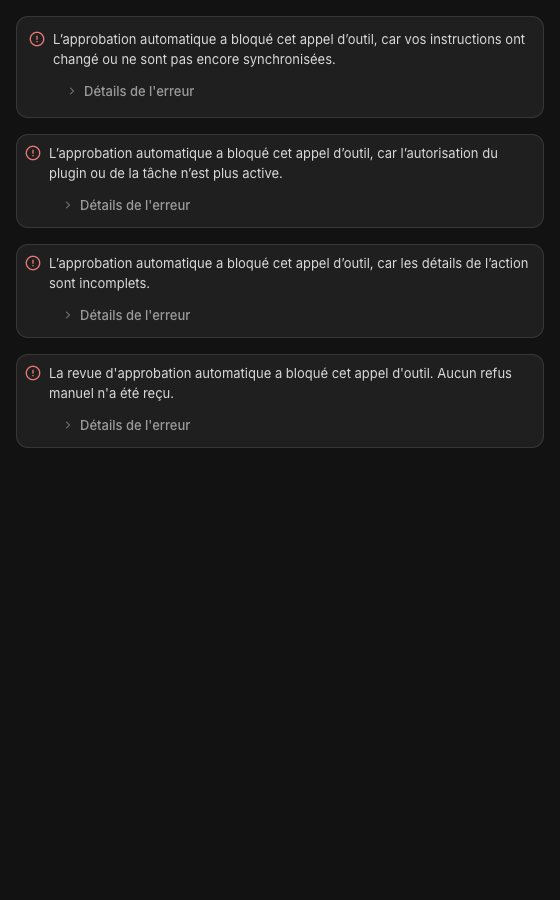 L’approbation automatique a bloqué cet appel d’outil, car vos instructions ont
changé ou ne sont pas encore synchronisées.
Détails de l'erreur
L’approbation automatique a bloqué cet appel d’outil, car l’autorisation du
plugin ou de la tâche n’est plus active.
Détails de l'erreur
L’approbation automatique a bloqué cet appel d’outil, car les détails de l’action
sont incomplets.
Détails de l'erreur
La revue d'approbation automatique a bloqué cet appel d'outil. Aucun refus
manuel n'a été reçu.
Détails de l'erreur